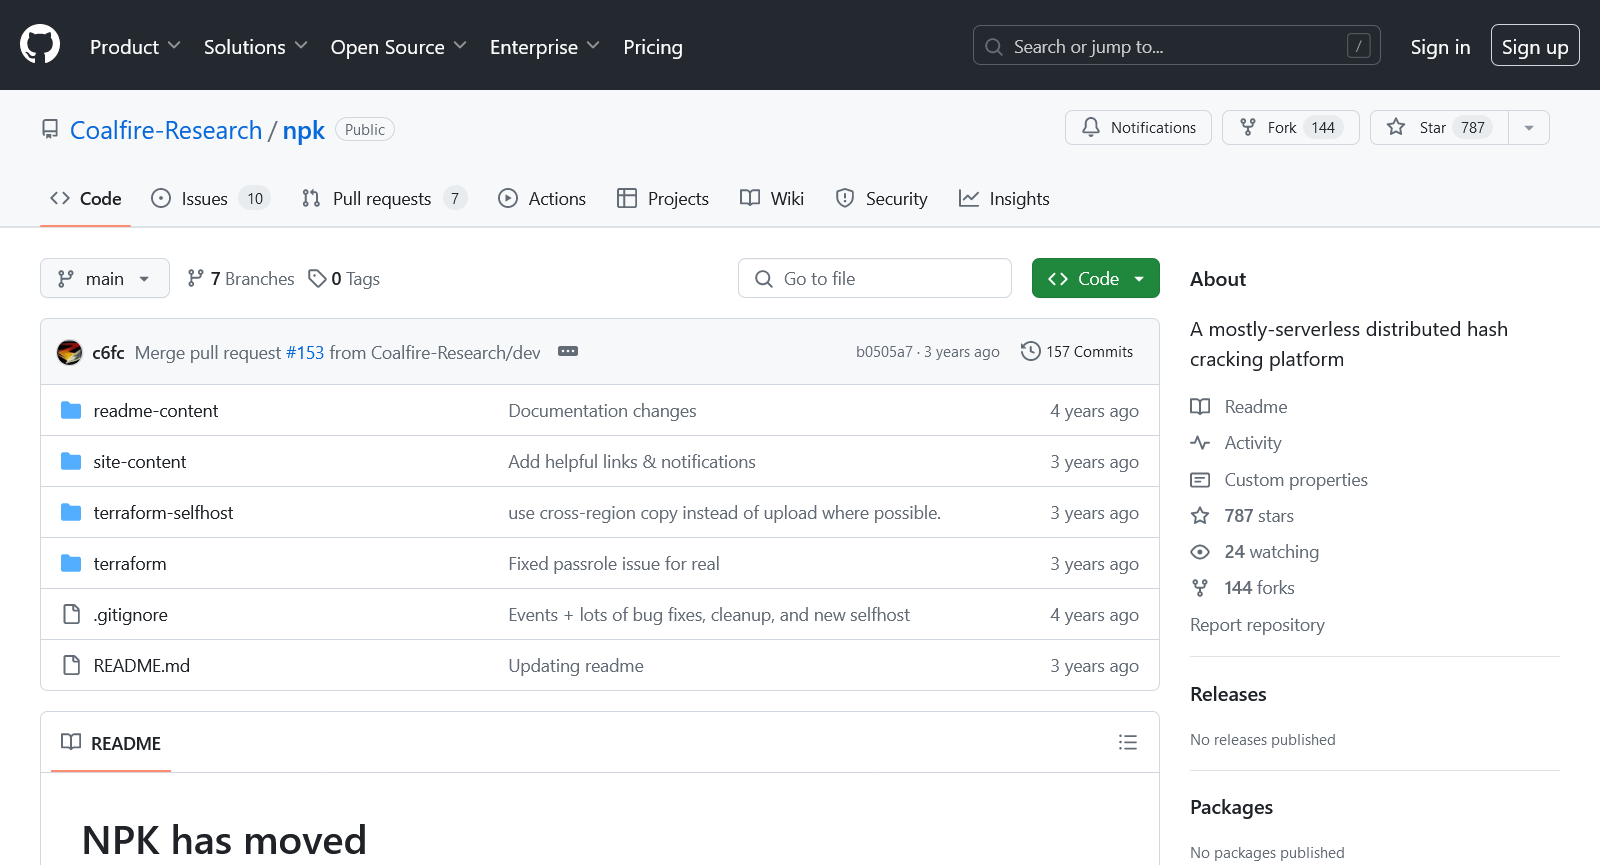 Product Solutions Open Source Enterprise Pricing Search or jump to... / Sign in Sign up
Coalfire-Research / npk Public Notifications Fork 144 Star 787
Code Issues 10 Pull requests 7 Actions Projects Wiki Security Insights
main 7 Branches 0 Tags Go to file Code
c6fc Merge pull request #153 from Coalfire-Research/dev b0505a7 · 3 years ago 157 Commits
readme-content Documentation changes 4 years ago
site-content Add helpful links & notifications 3 years ago
terraform-selfhost use cross-region copy instead of upload where possible. 3 years ago
terraform Fixed passrole issue for real 3 years ago
.gitignore Events + lots of bug fixes, cleanup, and new selfhost 4 years ago
README.md Updating readme 3 years ago
README
NPK has moved
About
A mostly-serverless distributed hash
cracking platform
Readme
Activity
Custom properties
787 stars
24 watching
144 forks
Report repository
Releases
No releases published
Packages
No packages published